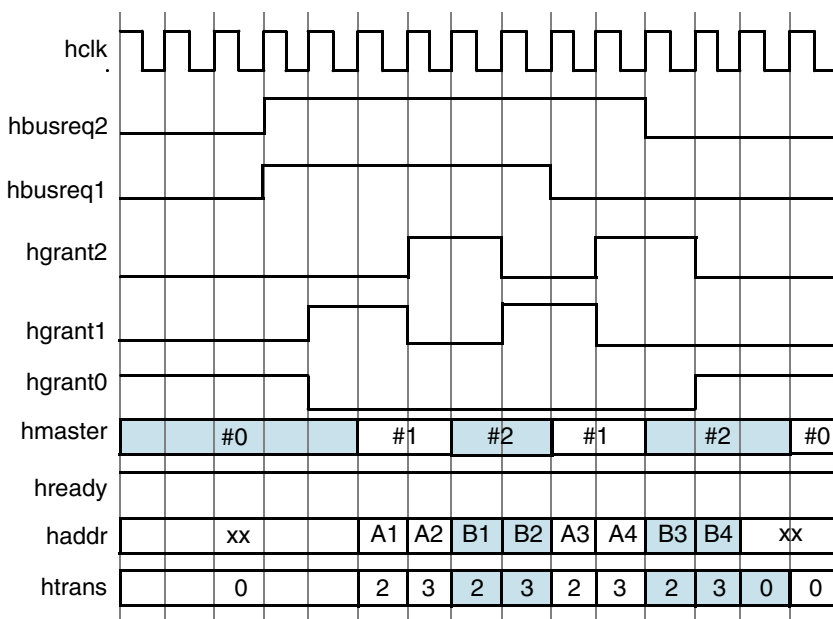 hclk
hbusreq2
hbusreq1
hgrant2
hgrant1
hgrant0
hmaster #0 #1 #2 #1 #2 #0
hready
haddr xx A1 A2 B1 B2 A3 A4 B3 B4 xx
htrans 0 2 3 2 3 2 3 2 3 0 0